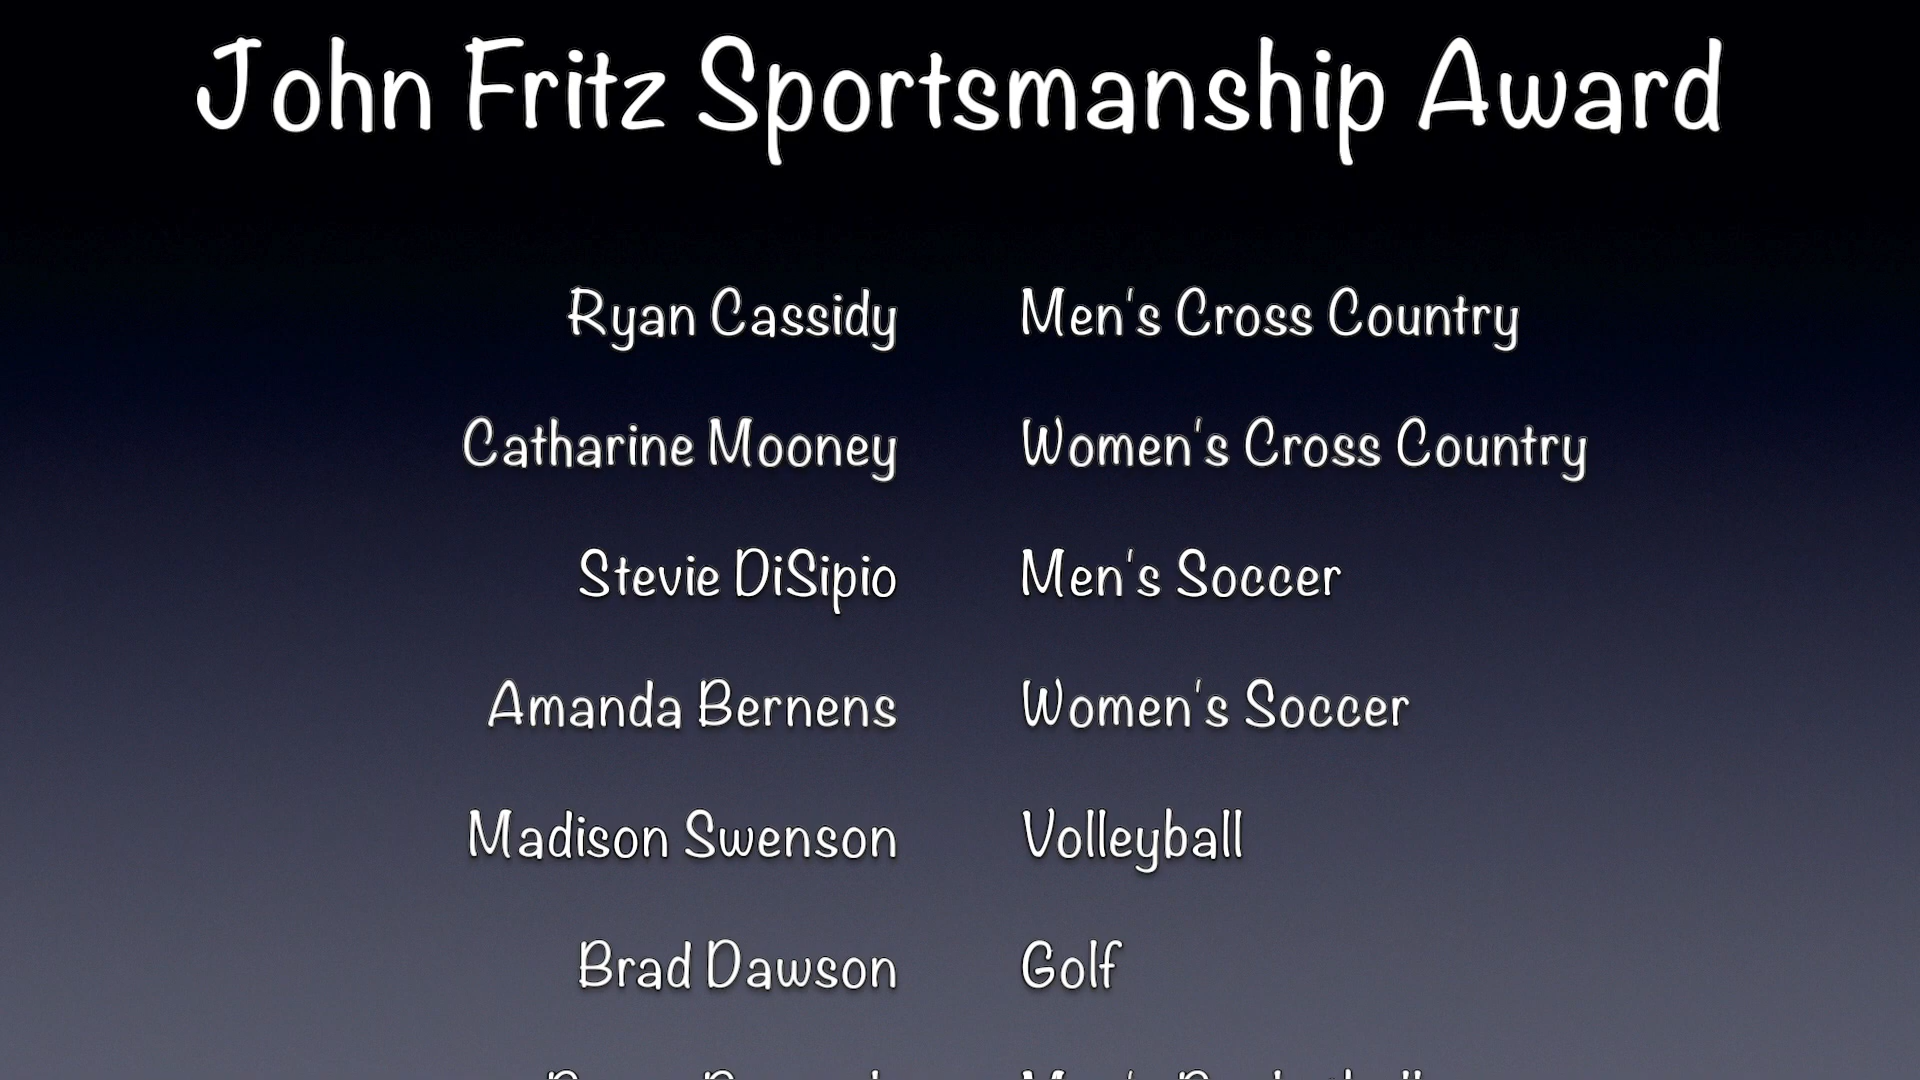 John Fritz Sportsmanship Award
Ryan Cassidy Men's Cross Country
Catharine Mooney Women's Cross Country
Stevie DiSipio Men's Soccer
Amanda Bernens Women's Soccer
Madison Swenson Volleyball
Brad Dawson Golf